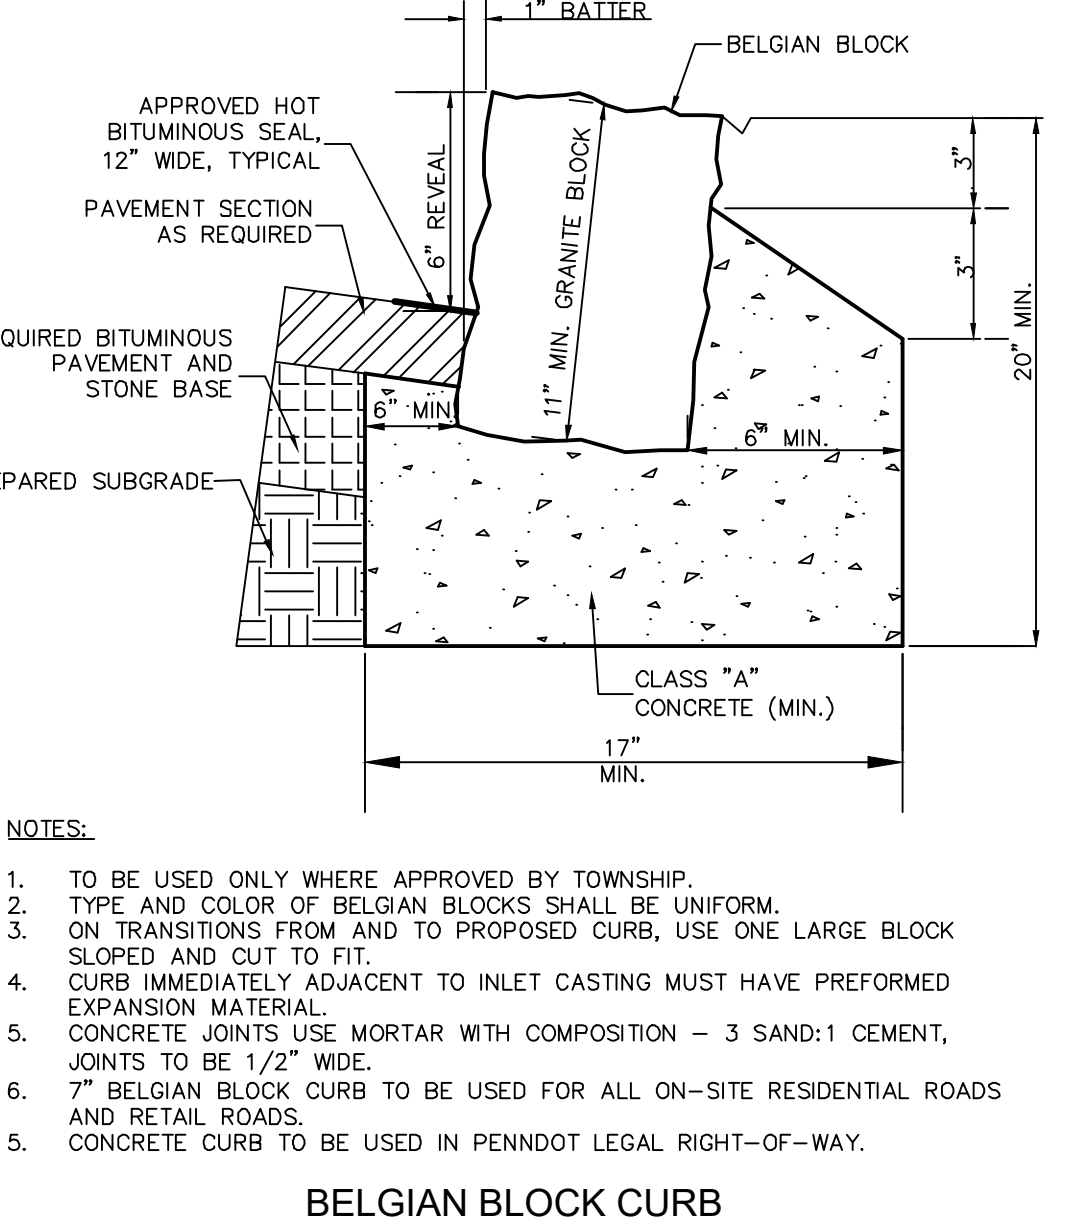 1" BATTER
BELGIAN BLOCK
APPROVED HOT
BITUMINOUS SEAL,
12" WIDE, TYPICAL
PAVEMENT SECTION
AS REQUIRED
6" REVEAL
11" MIN. GRANITE BLOCK
3"
3"
20" MIN.
QUIRED BITUMINOUS
PAVEMENT AND
STONE BASE
6" MIN.
6" MIN.
EPARED SUBGRADE
CLASS "A"
CONCRETE (MIN.)
17"
MIN.
NOTES:
1. TO BE USED ONLY WHERE APPROVED BY TOWNSHIP.
2. TYPE AND COLOR OF BELGIAN BLOCKS SHALL BE UNIFORM.
3. ON TRANSITIONS FROM AND TO PROPOSED CURB, USE ONE LARGE BLOCK
SLOPED AND CUT TO FIT.
4. CURB IMMEDIATELY ADJACENT TO INLET CASTING MUST HAVE PREFORMED
EXPANSION MATERIAL.
5. CONCRETE JOINTS USE MORTAR WITH COMPOSITION – 3 SAND:1 CEMENT,
JOINTS TO BE 1/2" WIDE.
6. 7" BELGIAN BLOCK CURB TO BE USED FOR ALL ON-SITE RESIDENTIAL ROADS
AND RETAIL ROADS.
5. CONCRETE CURB TO BE USED IN PENNDOT LEGAL RIGHT-OF-WAY.
BELGIAN BLOCK CURB